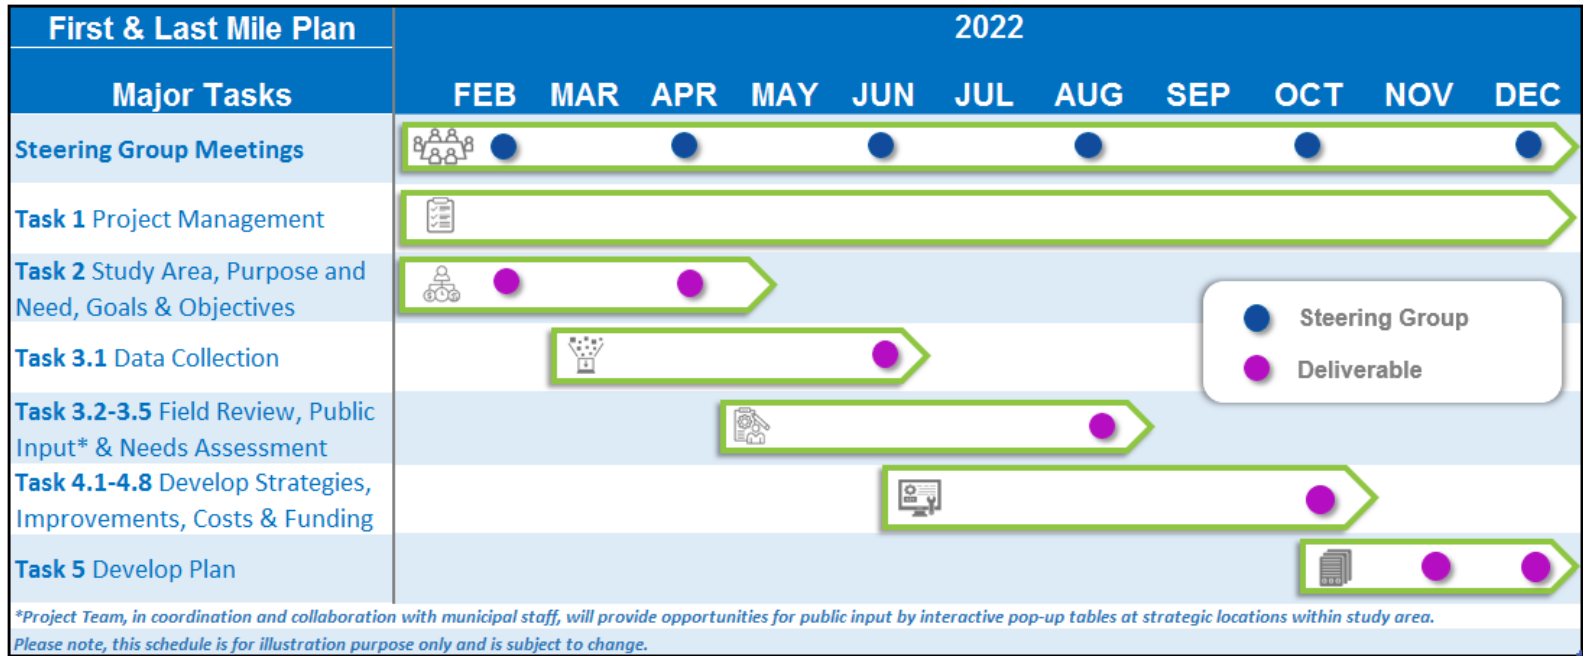 First & Last Mile Plan
2022
Major Tasks
FEB MAR APR MAY JUN JUL AUG SEP OCT NOV DEC
Steering Group Meetings
Task 1 Project Management
Task 2 Study Area, Purpose and
Need, Goals & Objectives
Steering Group
Deliverable
Task 3.1 Data Collection
Task 3.2-3.5 Field Review, Public
Input* & Needs Assessment
Task 4.1-4.8 Develop Strategies,
Improvements, Costs & Funding
Task 5 Develop Plan
*Project Team, in coordination and collaboration with municipal staff, will provide opportunities for public input by interactive pop-up tables at strategic locations within study area.
Please note, this schedule is for illustration purpose only and is subject to change.